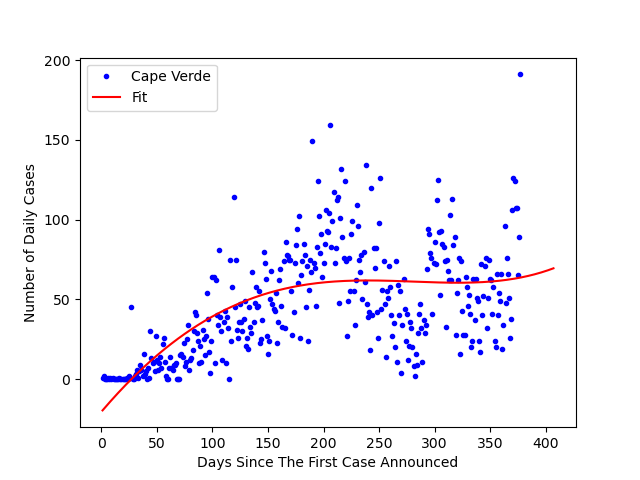 Cape Verde
Fit
Number of Daily Cases
200
150
100
50
0
0 50 100 150 200 250 300 350 400
Days Since The First Case Announced